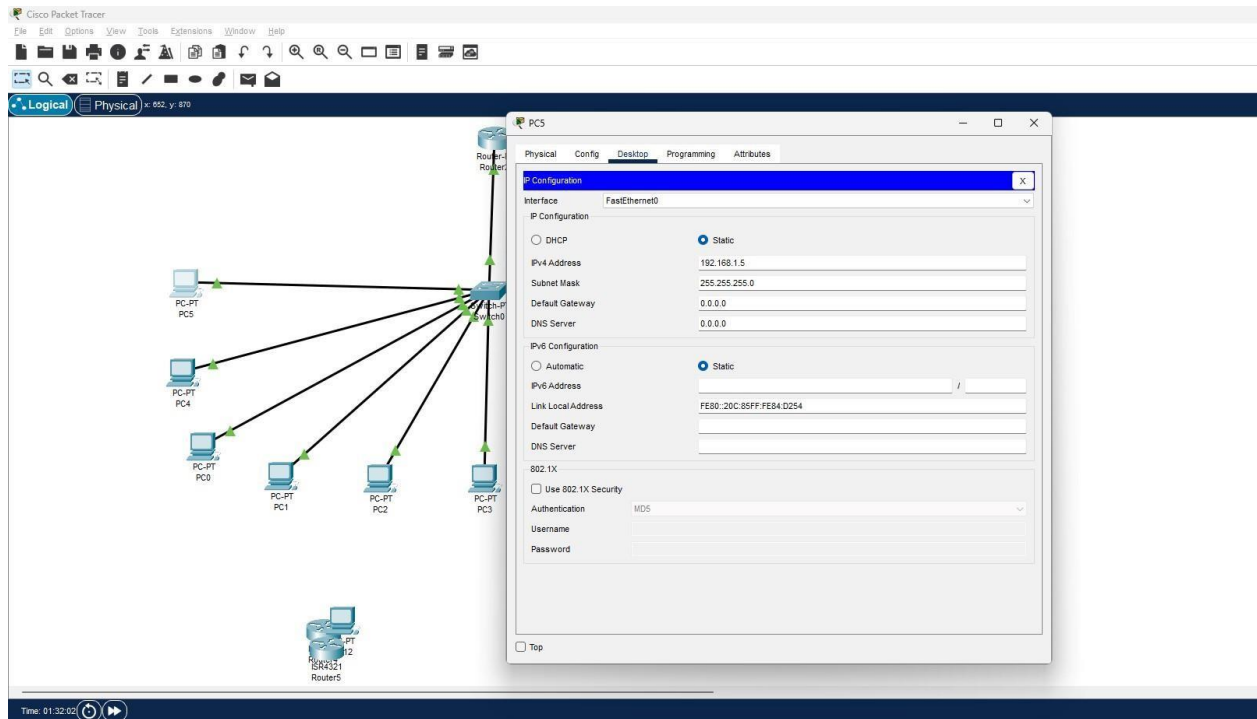 Cisco Packet Tracer
File Edit Options View Tools Extensions Window Help
Logical Physical x: 652, y: 870
PC5
Physical Config Desktop Programming Attributes
IP Configuration X
Interface FastEthernet0
IP Configuration
DHCP Static
IPv4 Address 192.168.1.5
Subnet Mask 255.255.255.0
Default Gateway 0.0.0.0
DNS Server 0.0.0.0
IPv6 Configuration
Automatic Static
IPv6 Address /
Link Local Address FE80::20C:85FF:FE84:D254
Default Gateway
DNS Server
802.1X
Use 802.1X Security
Authentication MD5
Username
Password
Top
PC-PT
PC5
Switch0
PC-PT
PC4
PC-PT
PC0
PC-PT
PC1
PC-PT
PC2
PC-PT
PC3
ISR4321
Router5
Time: 01:32:02